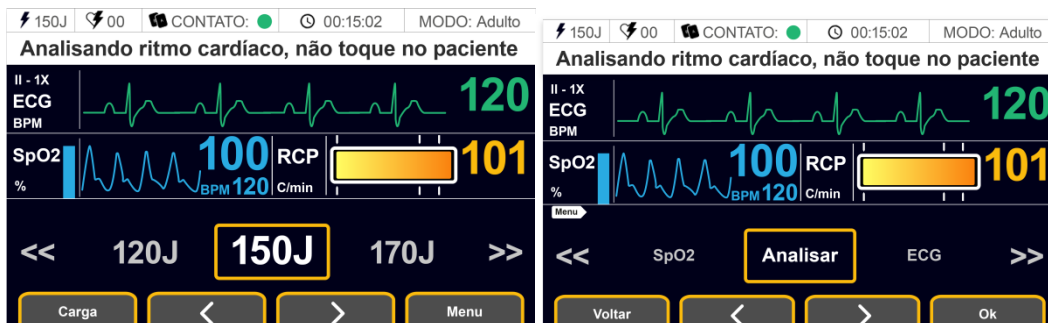 150J 00 CONTATO: 00:15:02 MODO: Adulto
Analisando ritmo cardíaco, não toque no paciente
II - 1X
ECG
BPM
120
SpO2
%
100
BPM 120
RCP
C/min
101
<< 120J 150J 170J >>
Carga < > Menu
150J 00 CONTATO: 00:15:02 MODO: Adulto
Analisando ritmo cardíaco, não toque no paciente
II - 1X
ECG
BPM
120
SpO2
%
100
BPM 120
RCP
C/min
101
Menu
<< SpO2 Analisar ECG >>
Voltar < > Ok